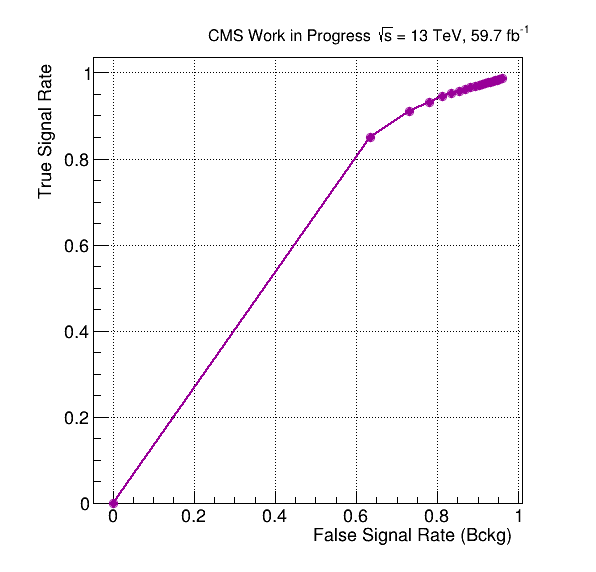 CMS Work in Progress √s = 13 TeV, 59.7 fb⁻¹
True Signal Rate
1
0.8
0.6
0.4
0.2
0
0 0.2 0.4 0.6 0.8 1
False Signal Rate (Bckg)